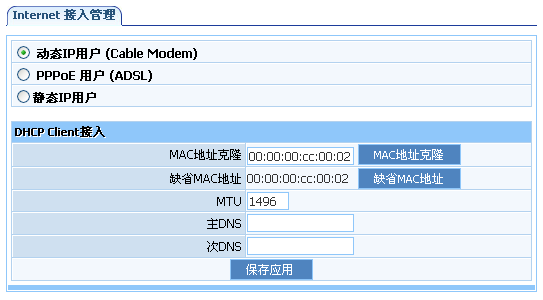 Internet 接入管理
动态IP用户 (Cable Modem)
PPPoE 用户 (ADSL)
静态IP用户
DHCP Client接入
MAC地址克隆 00:00:00:cc:00:02 MAC地址克隆
缺省MAC地址 00:00:00:cc:00:02 缺省MAC地址
MTU 1496
主DNS
次DNS
保存应用